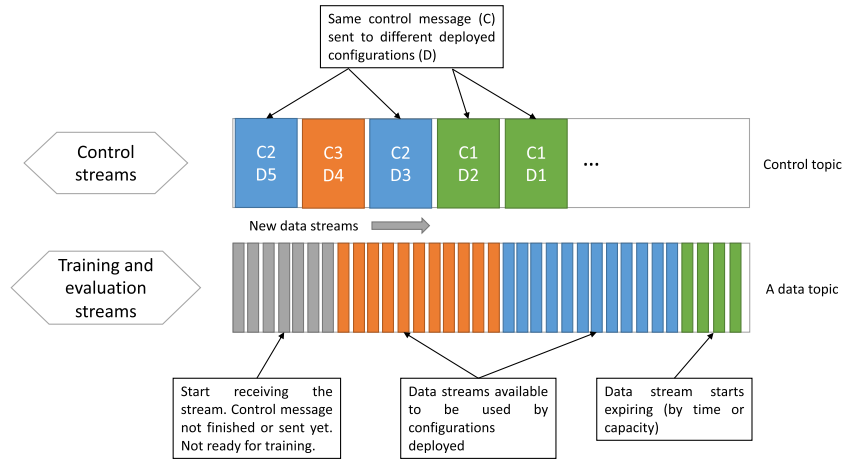 Same control message (C)
sent to different deployed
configurations (D)
Control
streams
C2
D5
C3
D4
C2
D3
C1
D2
C1
D1
...
Control topic
New data streams
Training and
evaluation
streams
A data topic
Start receiving the
stream. Control message
not finished or sent yet.
Not ready for training.
Data streams available
to be used by
configurations
deployed
Data stream starts
expiring (by time or
capacity)